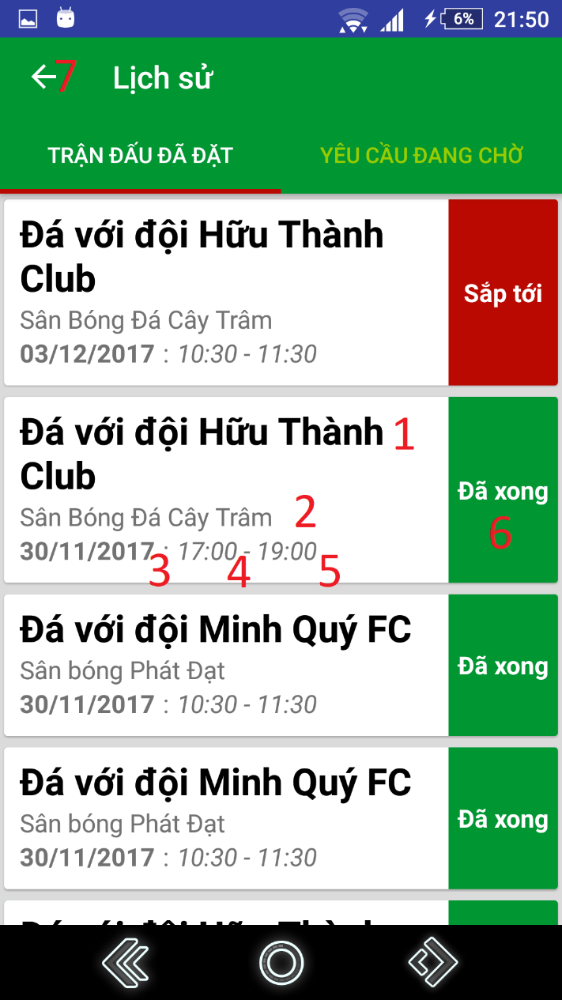 6% 21:50
7 Lịch sử
TRẬN ĐẤU ĐÃ ĐẶT YÊU CẦU ĐANG CHỜ
Đá với đội Hữu Thành
Club
Sân Bóng Đá Cây Trâm
03/12/2017 : 10:30 - 11:30
Sắp tới
Đá với đội Hữu Thành 1
Club
Sân Bóng Đá Cây Trâm 2
30/11/2017 : 17:00 - 19:00
3 4 5
Đã xong
6
Đá với đội Minh Quý FC
Sân bóng Phát Đạt
30/11/2017 : 10:30 - 11:30
Đã xong
Đá với đội Minh Quý FC
Sân bóng Phát Đạt
30/11/2017 : 10:30 - 11:30
Đã xong
Đá với đội Hữu Thành